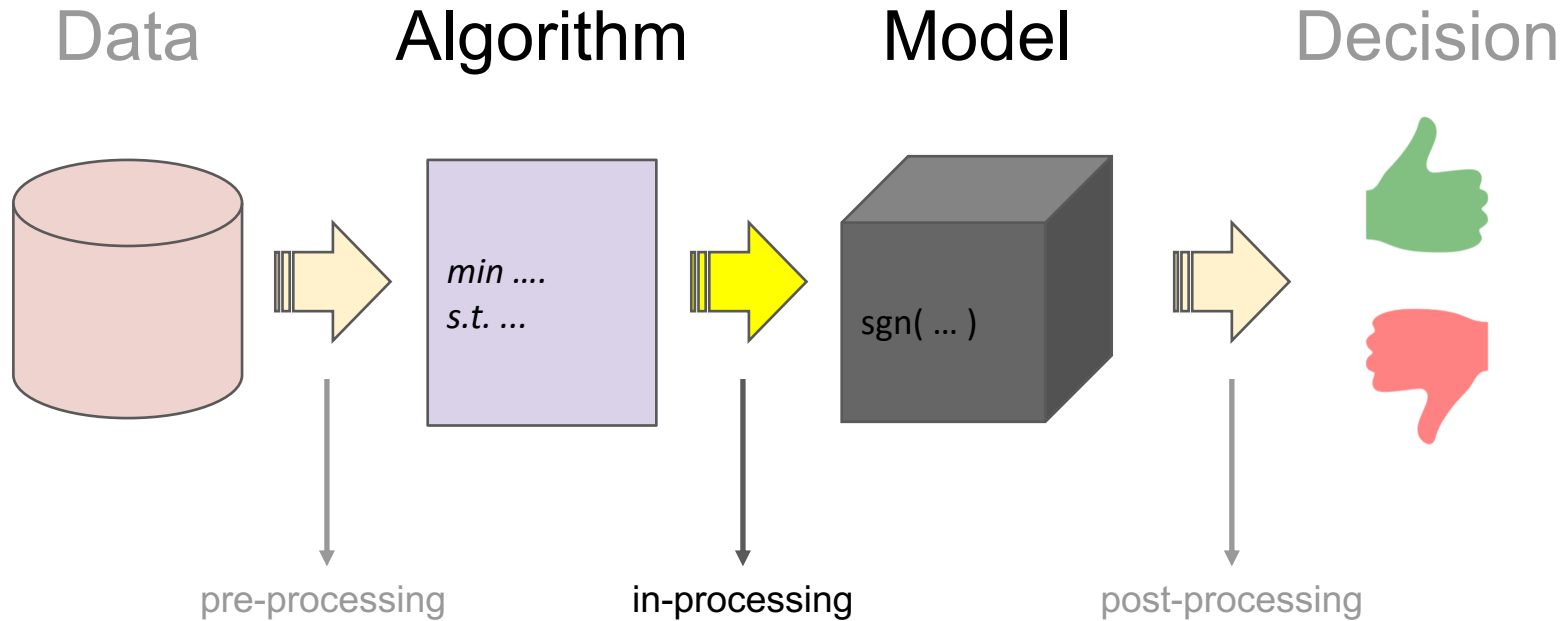 Data
Algorithm
Model
Decision
min ....
s.t. ...
sgn( ... )
pre-processing
in-processing
post-processing